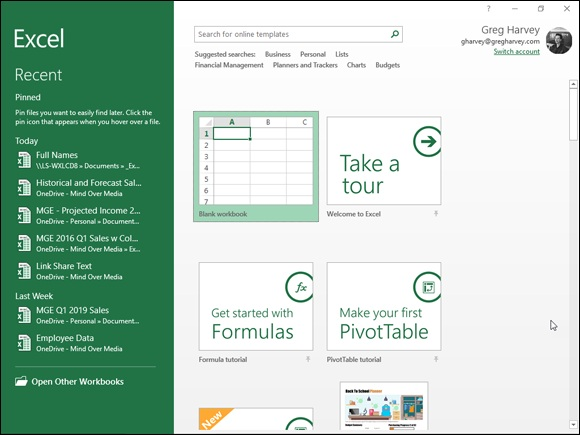 Excel
Recent
Pinned
Pin files you want to easily find later. Click the
pin icon that appears when you hover over a file.
Today
Full Names
\\LS-WXLCD8 » Documents » _Ex...
Historical and Forecast Sal...
OneDrive - Mind Over Media
MGE - Projected Income 2...
OneDrive - Personal » Document...
MGE 2016 Q1 Sales w Col...
OneDrive - Mind Over Media
Link Share Text
OneDrive - Mind Over Media
Last Week
MGE Q1 2019 Sales
OneDrive - Personal » Document...
Employee Data
OneDrive - Mind Over Media
Open Other Workbooks
?
Search for online templates
Suggested searches: Business Personal Lists
Financial Management Planners and Trackers Charts Budgets
Greg Harvey
gharvey@gregharvey.com
Switch account
A B C
1
2
3
4
5
6
7
Blank workbook
Take a
tour
Welcome to Excel
fx
Get started with
Formulas
Formula tutorial
Make your first
PivotTable
PivotTable tutorial
New
Back To School Planner